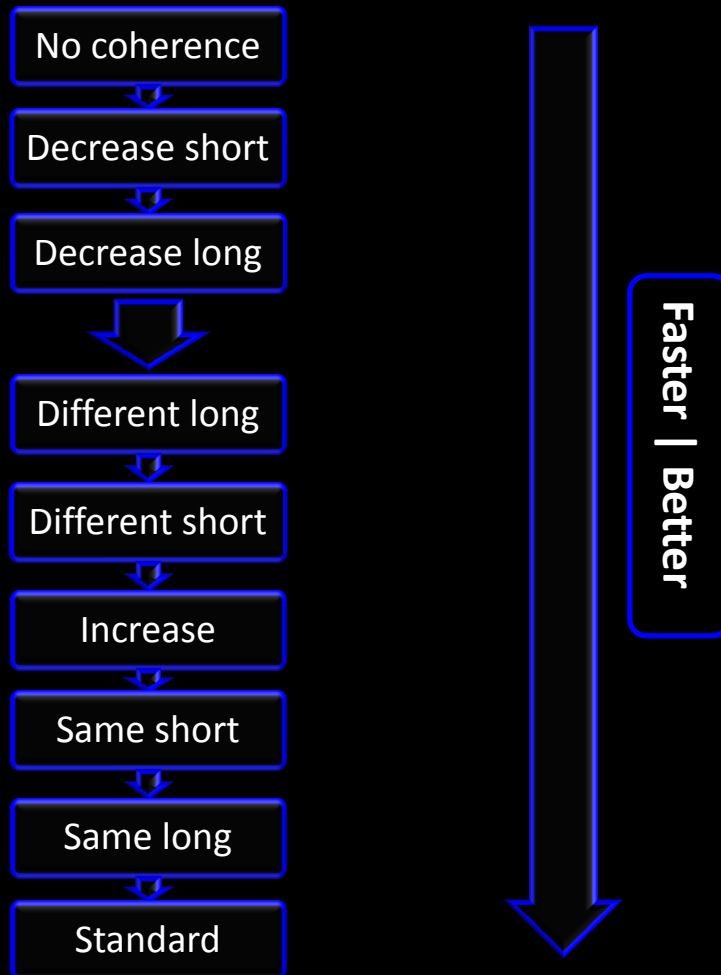 No coherence
Decrease short
Decrease long
Different long
Different short
Increase
Same short
Same long
Standard
Faster | Better